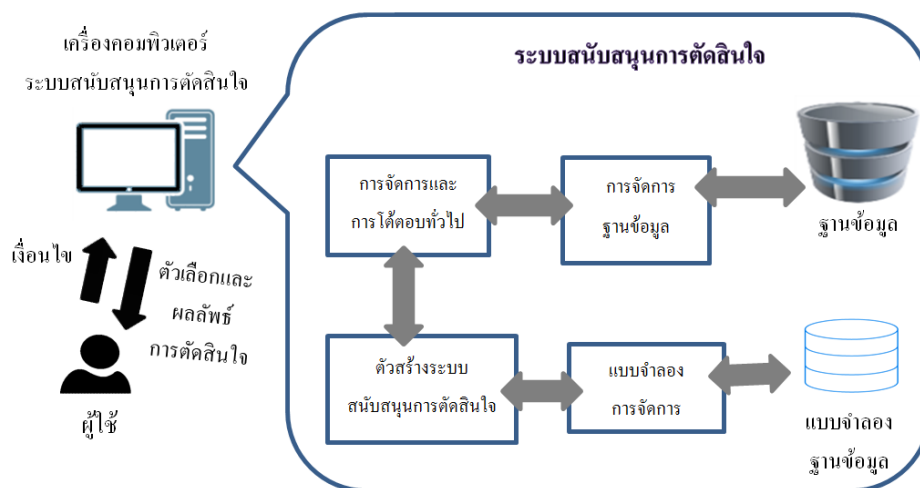 เครื่องคอมพิวเตอร์
ระบบสนับสนุนการตัดสินใจ
ระบบสนับสนุนการตัดสินใจ
การจัดการและ
การโต้ตอบทั่วไป
การจัดการ
ฐานข้อมูล
ฐานข้อมูล
เงื่อนไข
ตัวเลือกและ
ผลลัพธ์
การตัดสินใจ
ผู้ใช้
ตัวสร้างระบบ
สนับสนุนการตัดสินใจ
แบบจำลอง
การจัดการ
แบบจำลอง
ฐานข้อมูล